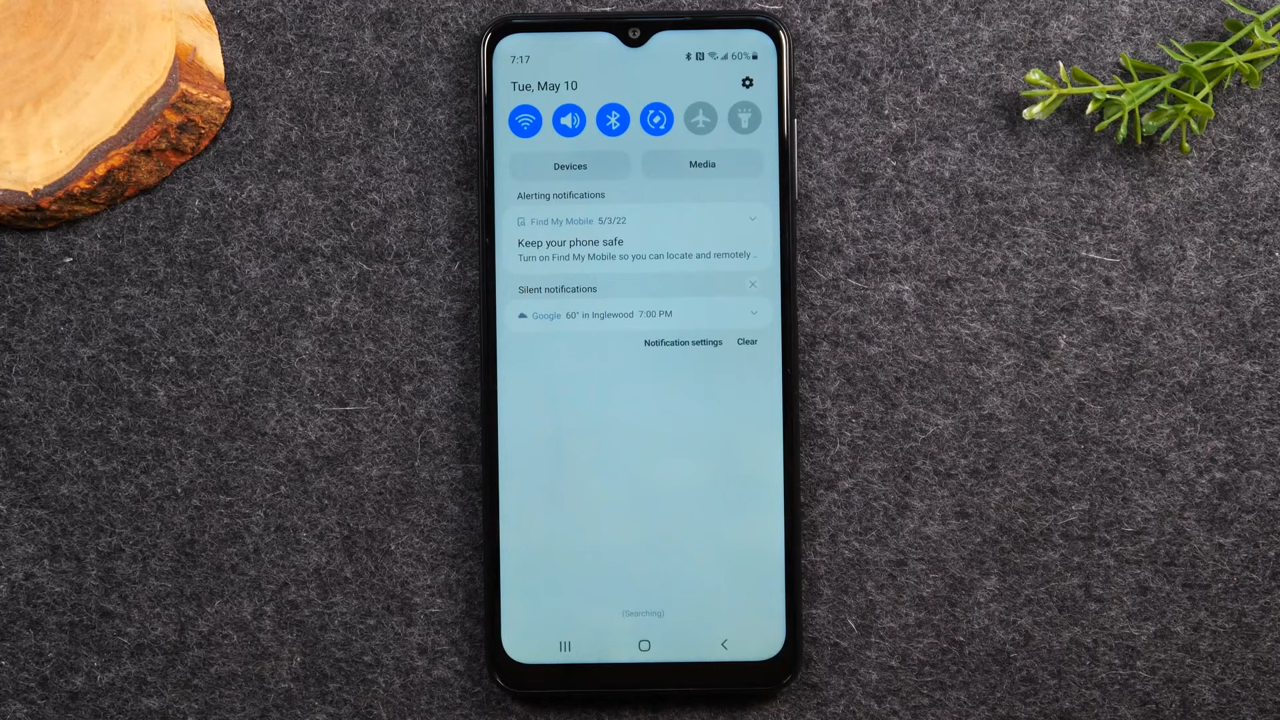 7:17
60%
Tue, May 10
Devices
Media
Alerting notifications
Find My Mobile 5/3/22
Keep your phone safe
Turn on Find My Mobile so you can locate and remotely ..
Silent notifications
Google 60° in Inglewood 7:00 PM
Notification settings
Clear
(Searching)